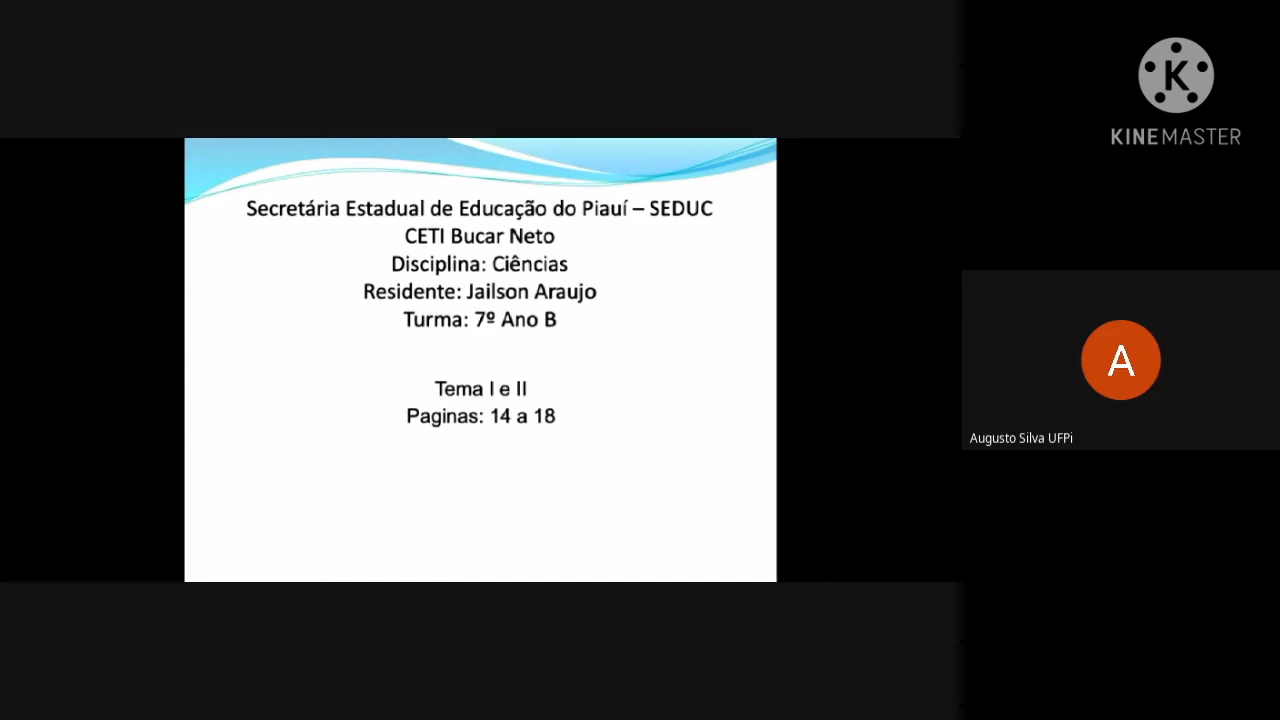 Secretária Estadual de Educação do Piauí – SEDUC
CETI Bucar Neto
Disciplina: Ciências
Residente: Jailson Araujo
Turma: 7º Ano B
Tema I e II
Paginas: 14 a 18
K
KINEMASTER
A
Augusto Silva UFPi